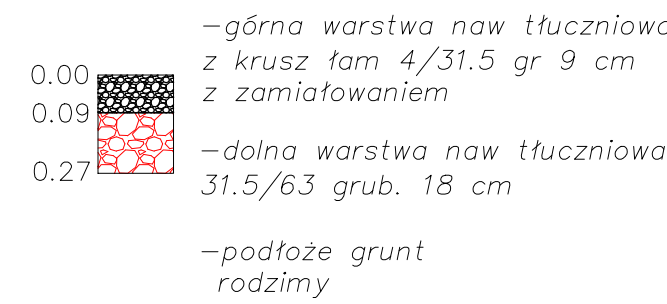 -górna warstwa naw tłuczniowa
z krusz łam 4/31.5 gr 9 cm
z zamiałowaniem
0.00
0.09
0.27
-dolna warstwa naw tłuczniowa
31.5/63 grub. 18 cm
-podłoże grunt
rodzimy